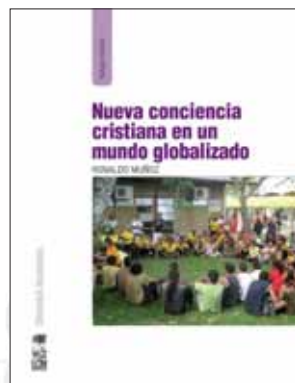 Nueva conciencia
cristiana en un
mundo globalizado
RONALDO MUÑOZ